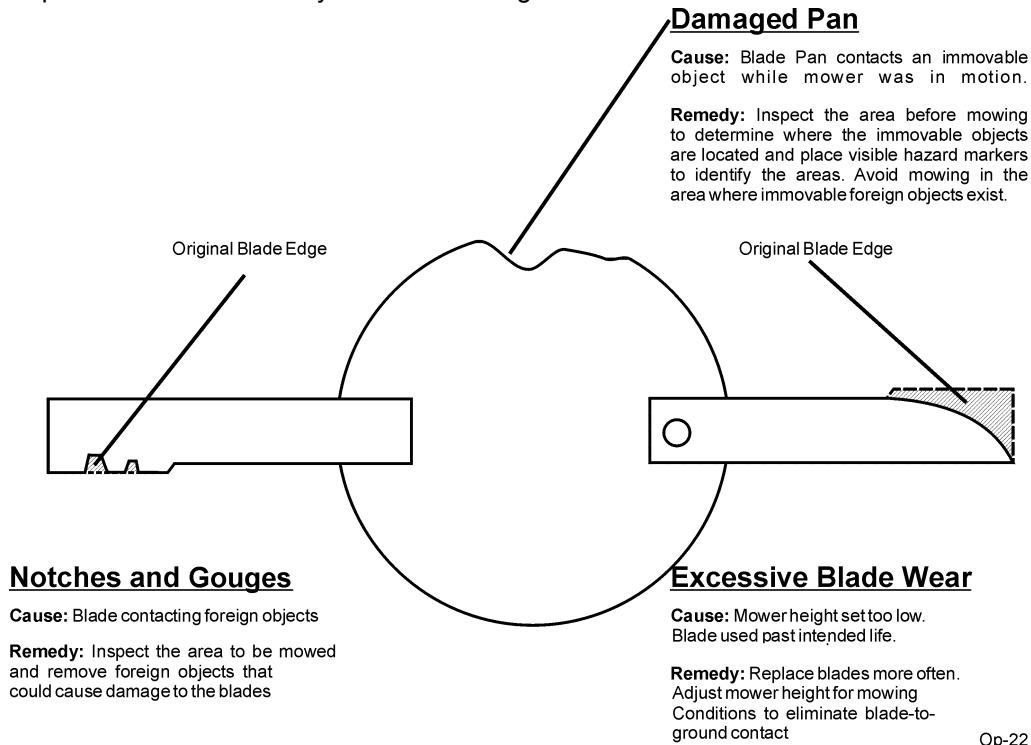 Damaged Pan
Cause: Blade Pan contacts an immovable
object while mower was in motion.
Remedy: Inspect the area before mowing
to determine where the immovable objects
are located and place visible hazard markers
to identify the areas. Avoid mowing in the
area where immovable foreign objects exist.
Original Blade Edge
Original Blade Edge
Notches and Gouges
Cause: Blade contacting foreign objects
Remedy: Inspect the area to be mowed
and remove foreign objects that
could cause damage to the blades
Excessive Blade Wear
Cause: Mower height set too low.
Blade used past intended life.
Remedy: Replace blades more often.
Adjust mower height for mowing
Conditions to eliminate blade-to-
ground contact
Op-22